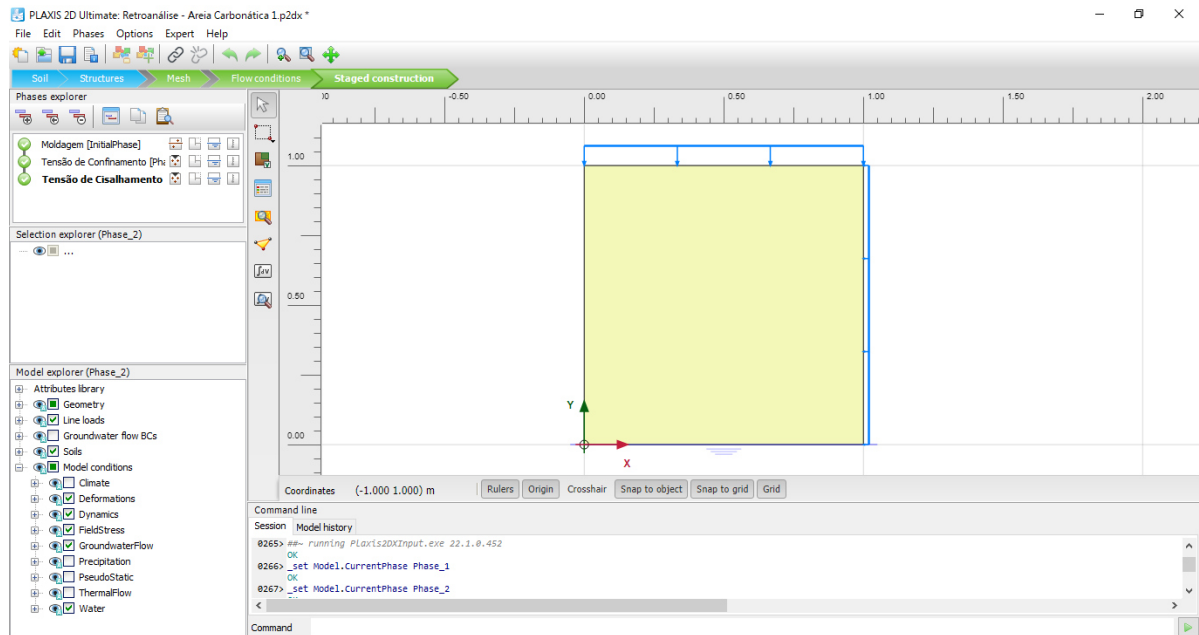 PLAXIS 2D Ultimate: Retroanálise - Areia Carbonática 1.p2dx *
File Edit Phases Options Expert Help
Soil Structures Mesh Flow conditions Staged construction
Phases explorer
Moldagem [InitialPhase]
Tensão de Confinamento [Pha
Tensão de Cisalhamento
Selection explorer (Phase_2)
...
Model explorer (Phase_2)
Attributes library
Geometry
Line loads
Groundwater flow BCs
Soils
Model conditions
Climate
Deformations
Dynamics
FieldStress
GroundwaterFlow
Precipitation
PseudoStatic
ThermalFlow
Water
-0.50 0.00 0.50 1.00 1.50 2.00
1.00
0.50
0.00
Y
X
Coordinates (-1.000 1.000) m Rulers Origin Crosshair Snap to object Snap to grid Grid
Command line
Session Model history
0265> ##~ running PLaxis2DXInput.exe 22.1.0.452
OK
0266> _set Model.CurrentPhase Phase_1
OK
0267> _set Model.CurrentPhase Phase_2
Command